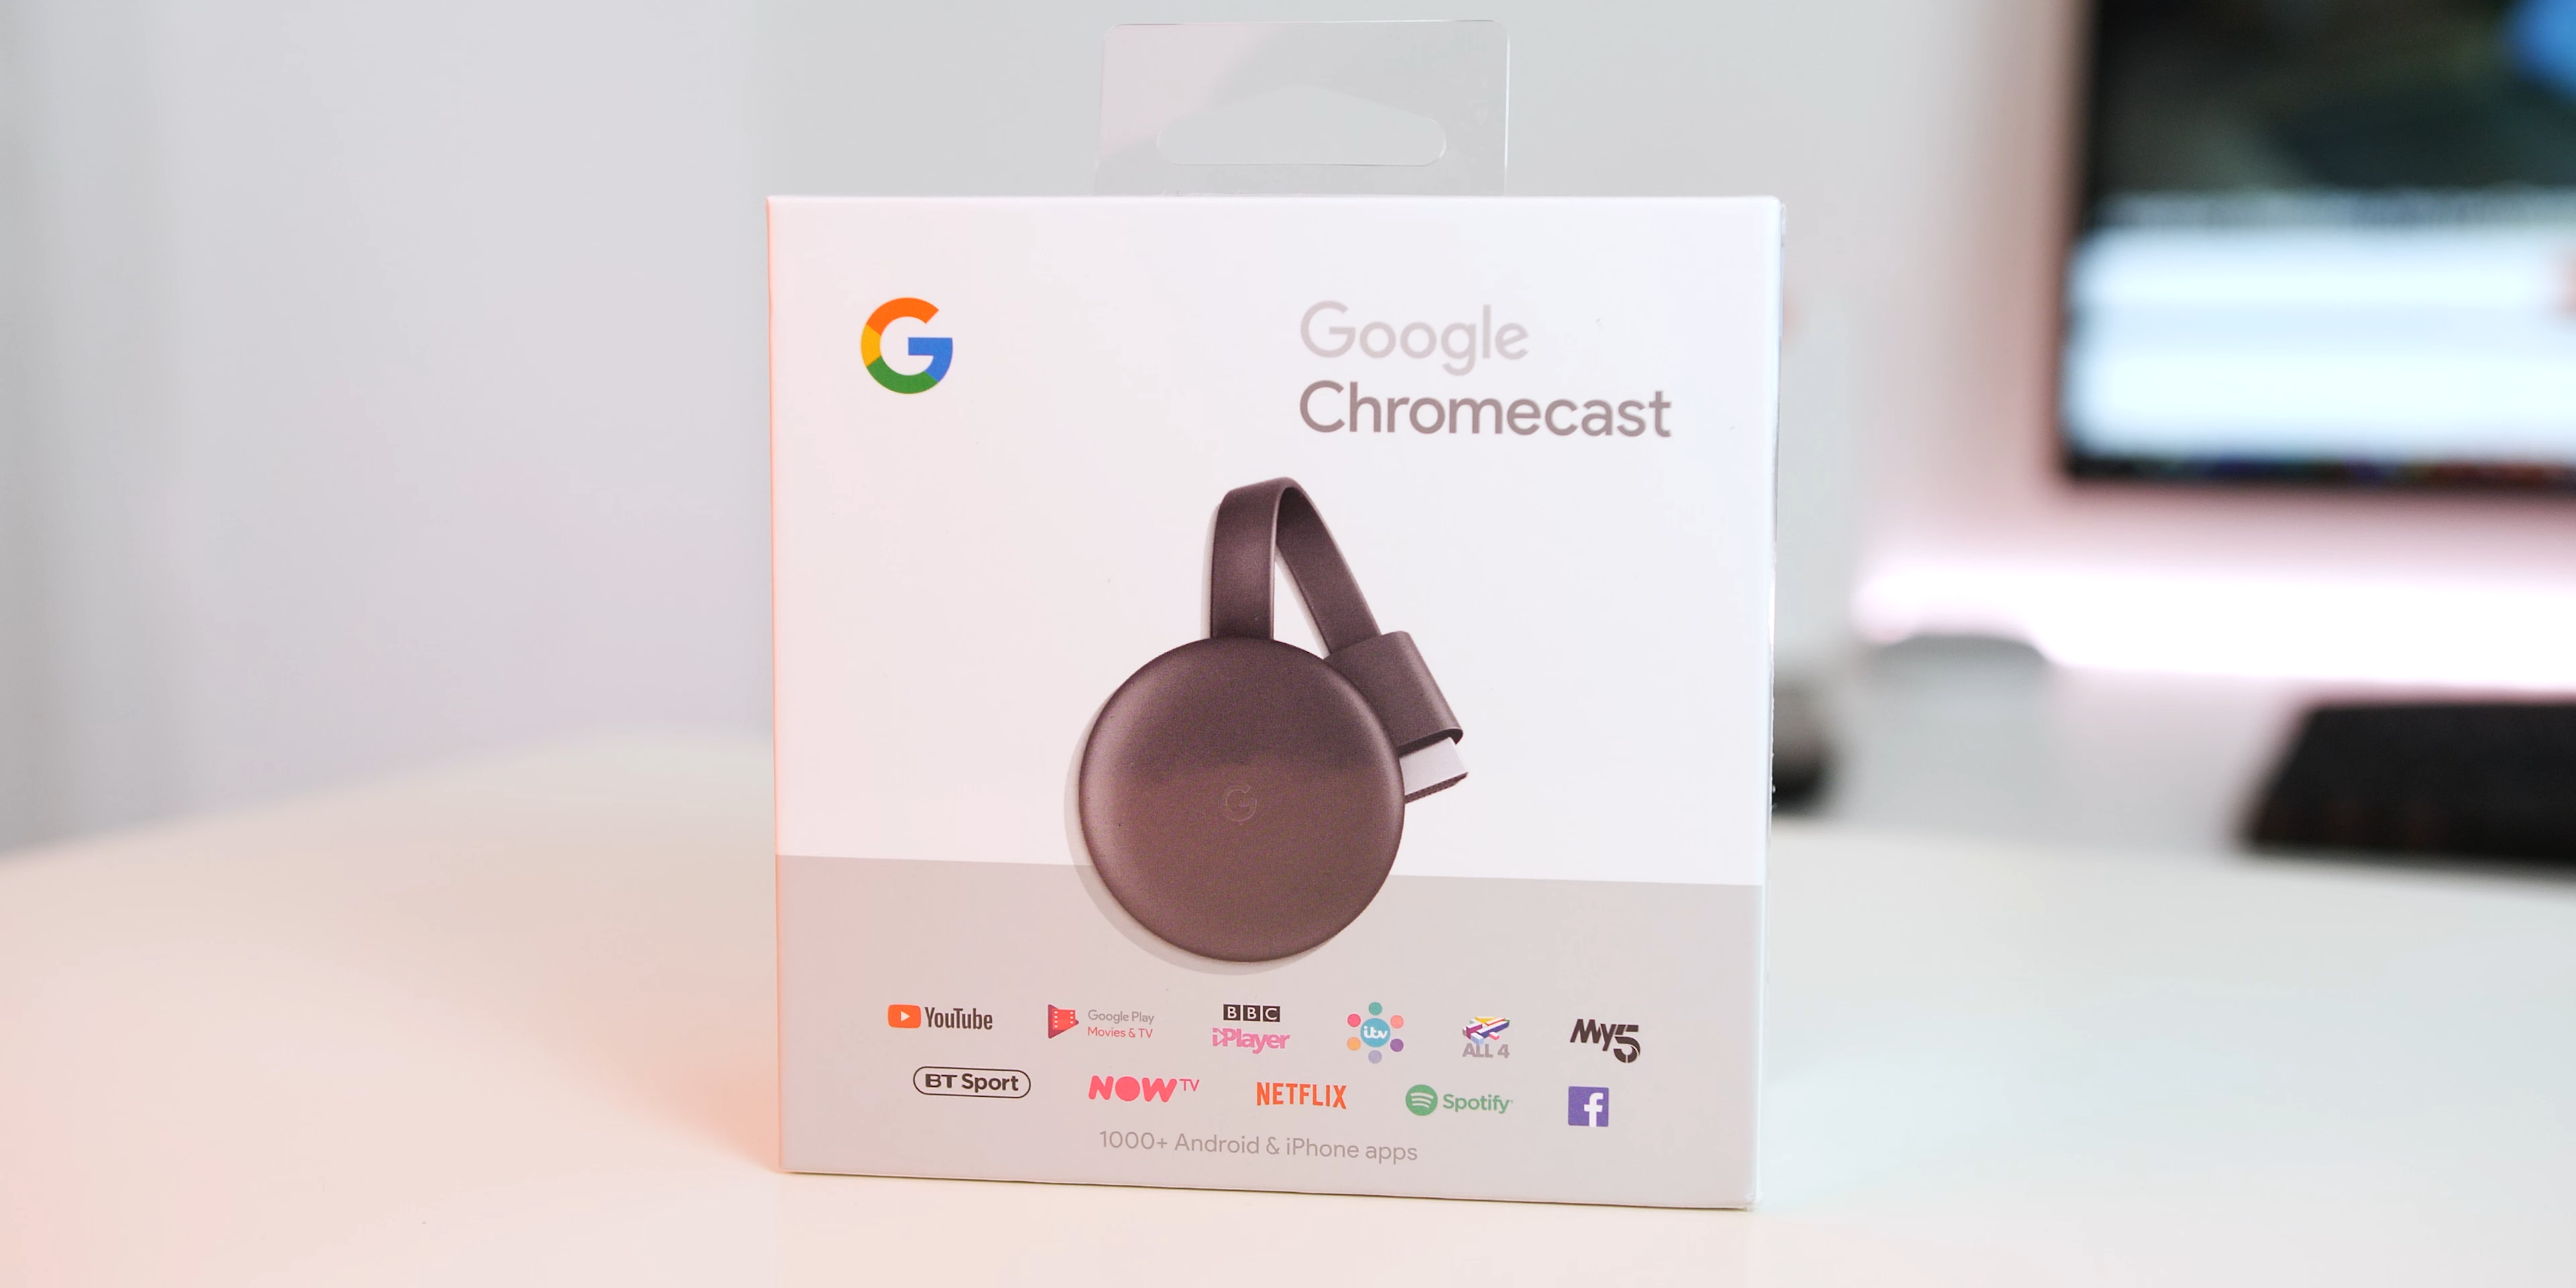 G
Google
Chromecast
G
YouTube
Google Play
Movies & TV
BBC
iPlayer
itv
ALL 4
My5
BT Sport
NOW TV
NETFLIX
Spotify
f
1000+ Android & iPhone apps